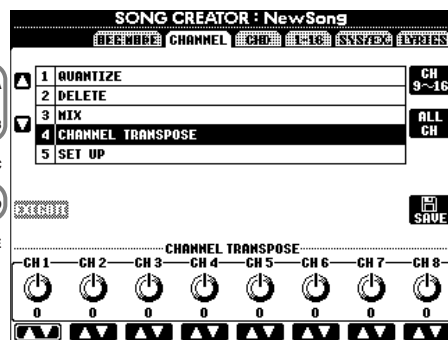 SONG CREATOR : NewSong
REC MODE CHANNEL CHD 1-16 SYS/EX. LYRICS
1 QUANTIZE
2 DELETE
3 MIX
4 CHANNEL TRANSPOSE
5 SET UP
CH
9~16
ALL
CH
EXECUTE
SAVE
CHANNEL TRANSPOSE
CH 1 CH 2 CH 3 CH 4 CH 5 CH 6 CH 7 CH 8
0 0 0 0 0 0 0 0